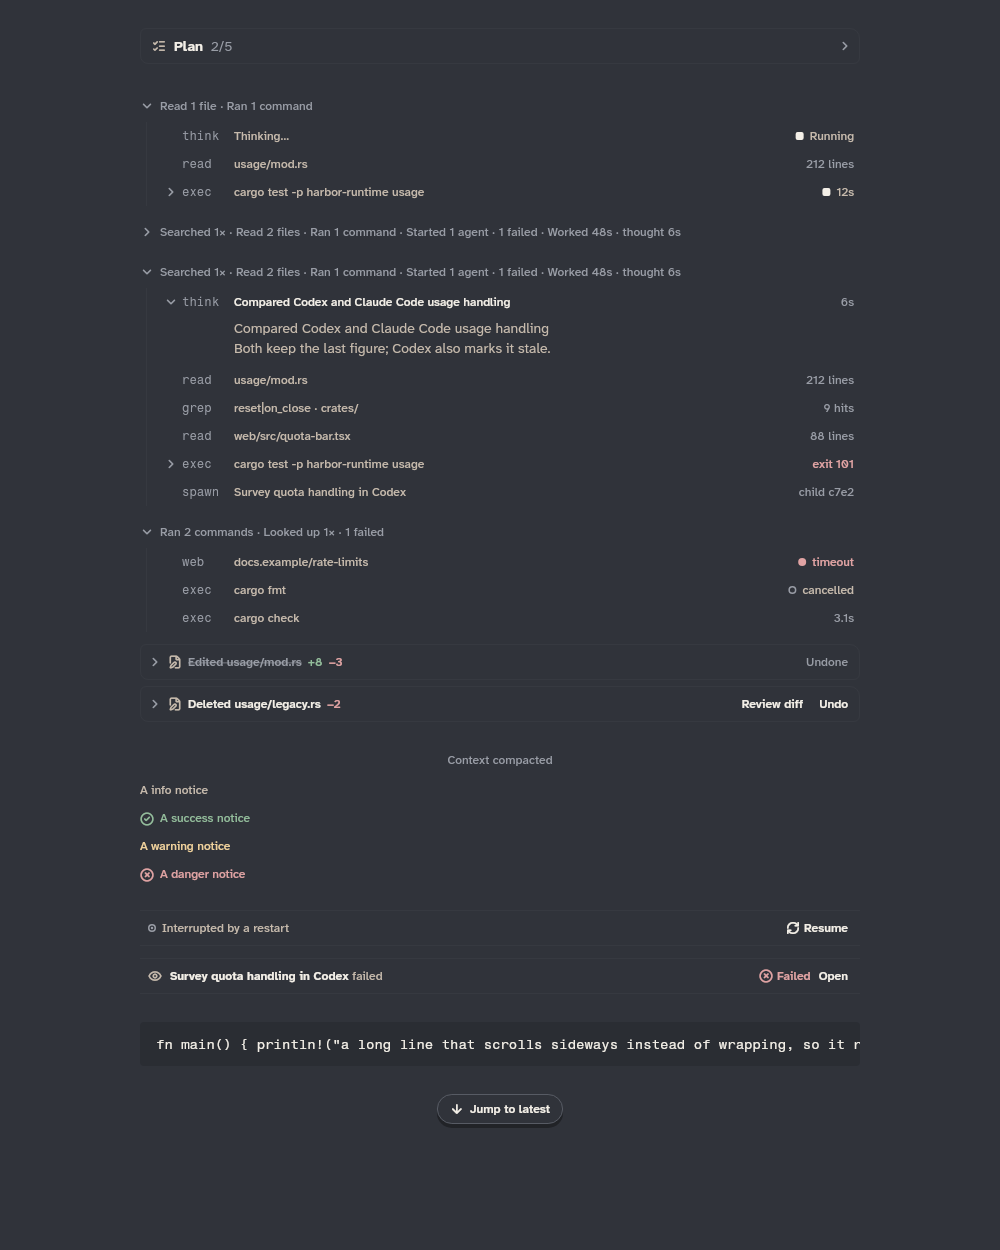 Plan 2/5
Read 1 file · Ran 1 command
think Thinking... Running
read usage/mod.rs 212 lines
exec cargo test -p harbor-runtime usage 12s
Searched 1× · Read 2 files · Ran 1 command · Started 1 agent · 1 failed · Worked 48s · thought 6s
Searched 1× · Read 2 files · Ran 1 command · Started 1 agent · 1 failed · Worked 48s · thought 6s
think Compared Codex and Claude Code usage handling 6s
Compared Codex and Claude Code usage handling
Both keep the last figure; Codex also marks it stale.
read usage/mod.rs 212 lines
grep reset|on_close · crates/ 9 hits
read web/src/quota-bar.tsx 88 lines
exec cargo test -p harbor-runtime usage exit 101
spawn Survey quota handling in Codex child c7e2
Ran 2 commands · Looked up 1× · 1 failed
web docs.example/rate-limits timeout
exec cargo fmt cancelled
exec cargo check 3.1s
Edited usage/mod.rs +8 −3 Undone
Deleted usage/legacy.rs −2 Review diff Undo
Context compacted
A info notice
A success notice
A warning notice
A danger notice
Interrupted by a restart Resume
Survey quota handling in Codex failed Failed Open
fn main() { println!("a long line that scrolls sideways instead of wrapping, so it r
Jump to latest